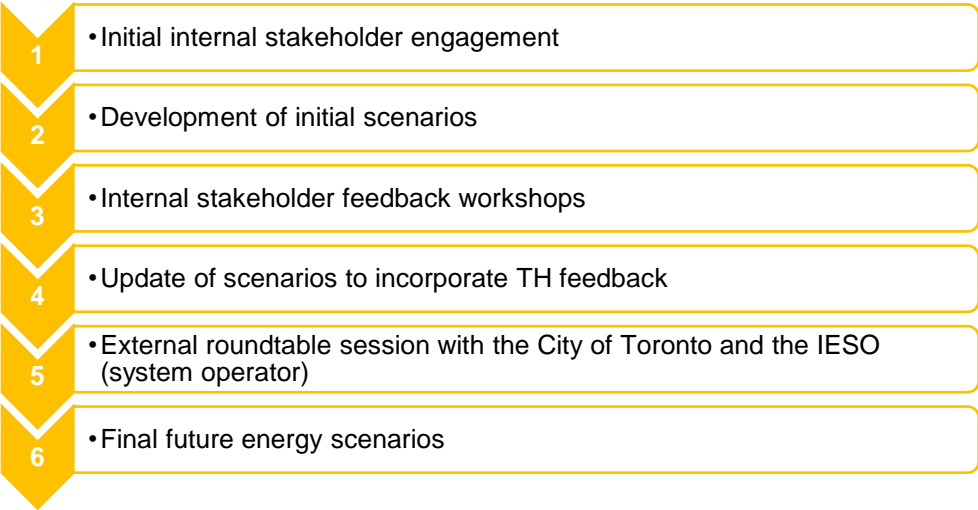 1
•Initial internal stakeholder engagement
2
•Development of initial scenarios
3
•Internal stakeholder feedback workshops
4
•Update of scenarios to incorporate TH feedback
5
•External roundtable session with the City of Toronto and the IESO
(system operator)
6
•Final future energy scenarios